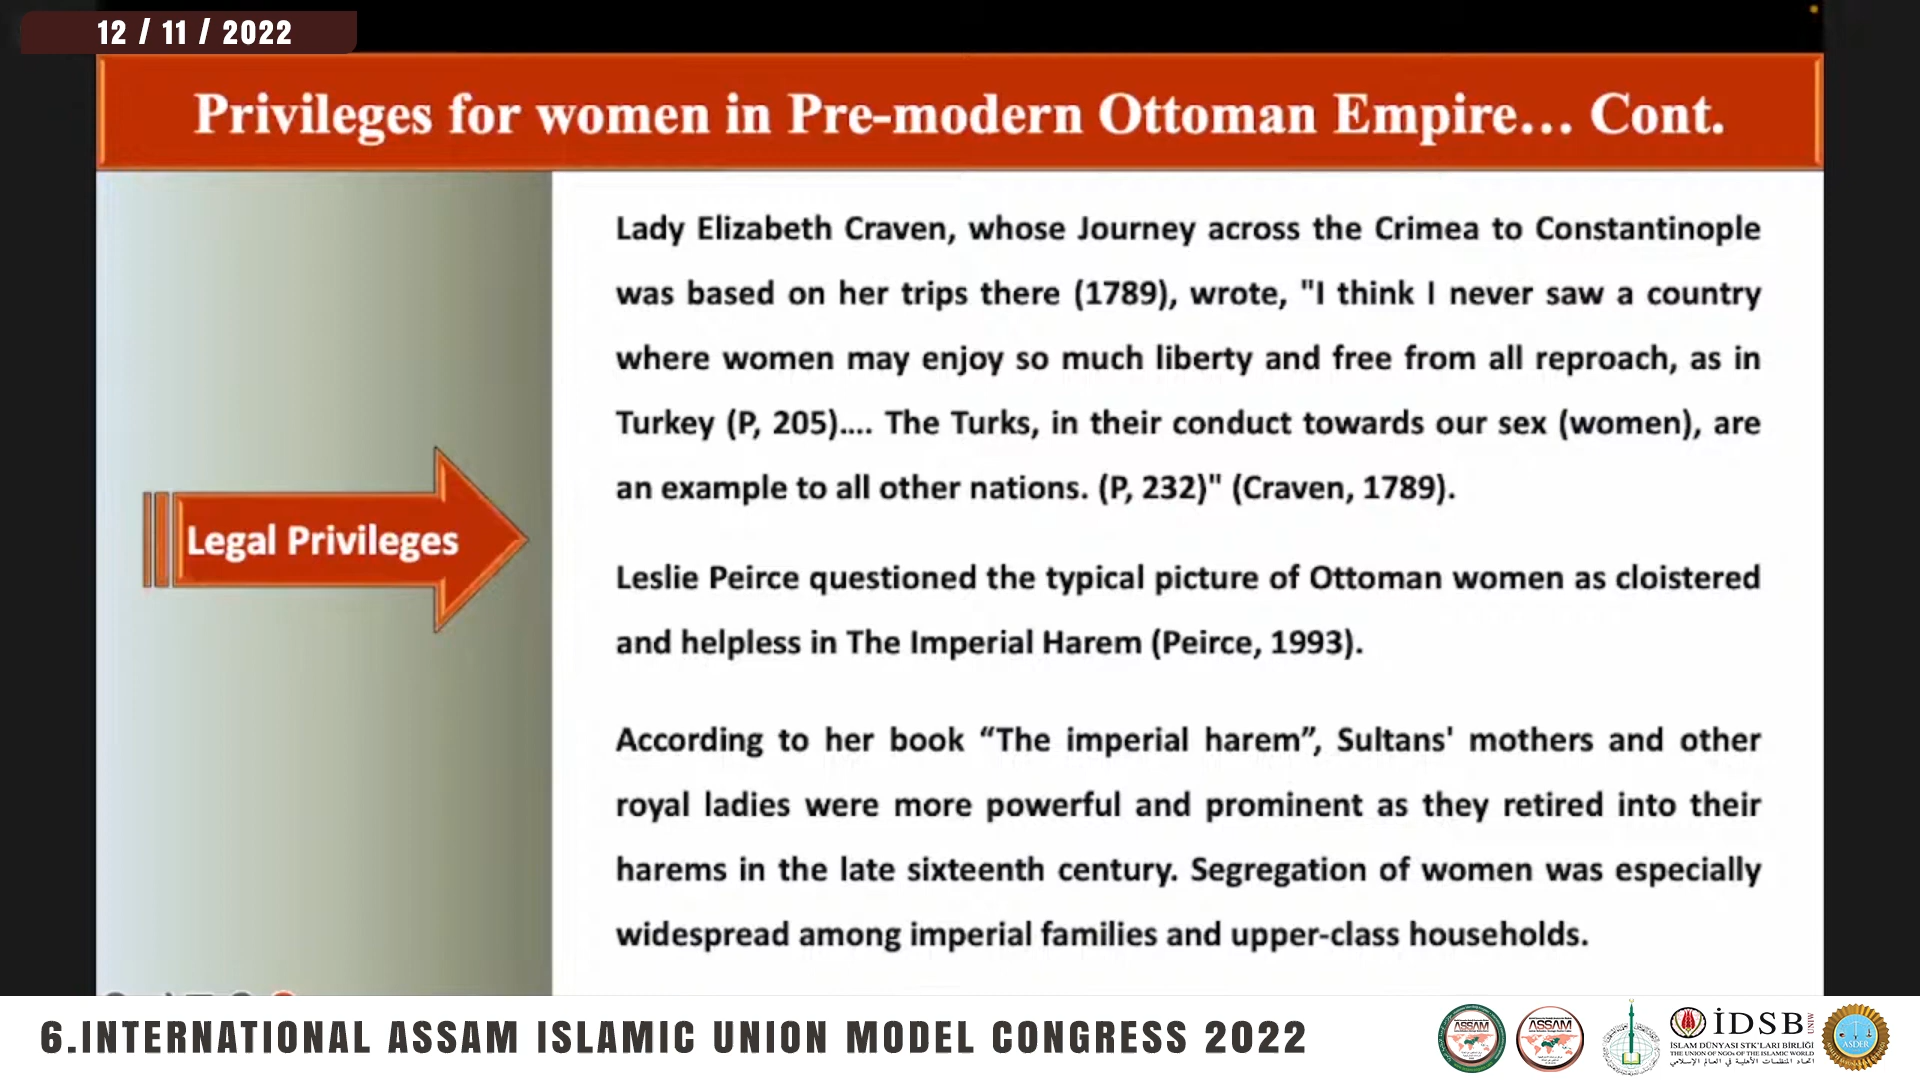 12 / 11 / 2022
Privileges for women in Pre-modern Ottoman Empire... Cont.
Legal Privileges
Lady Elizabeth Craven, whose Journey across the Crimea to Constantinople
was based on her trips there (1789), wrote, "I think I never saw a country
where women may enjoy so much liberty and free from all reproach, as in
Turkey (P, 205).... The Turks, in their conduct towards our sex (women), are
an example to all other nations. (P, 232)" (Craven, 1789).
Leslie Peirce questioned the typical picture of Ottoman women as cloistered
and helpless in The Imperial Harem (Peirce, 1993).
According to her book “The imperial harem”, Sultans' mothers and other
royal ladies were more powerful and prominent as they retired into their
harems in the late sixteenth century. Segregation of women was especially
widespread among imperial families and upper-class households.
6.INTERNATIONAL ASSAM ISLAMIC UNION MODEL CONGRESS 2022
ASSAM
ASSAM
İDSB
UNIW
İSLAM DÜNYASI STK'LARI BİRLİĞİ
THE UNION OF NGOs OF THE ISLAMIC WORLD
اتحاد المنظمات الأهلية في العالم الإسلامي
ASDER